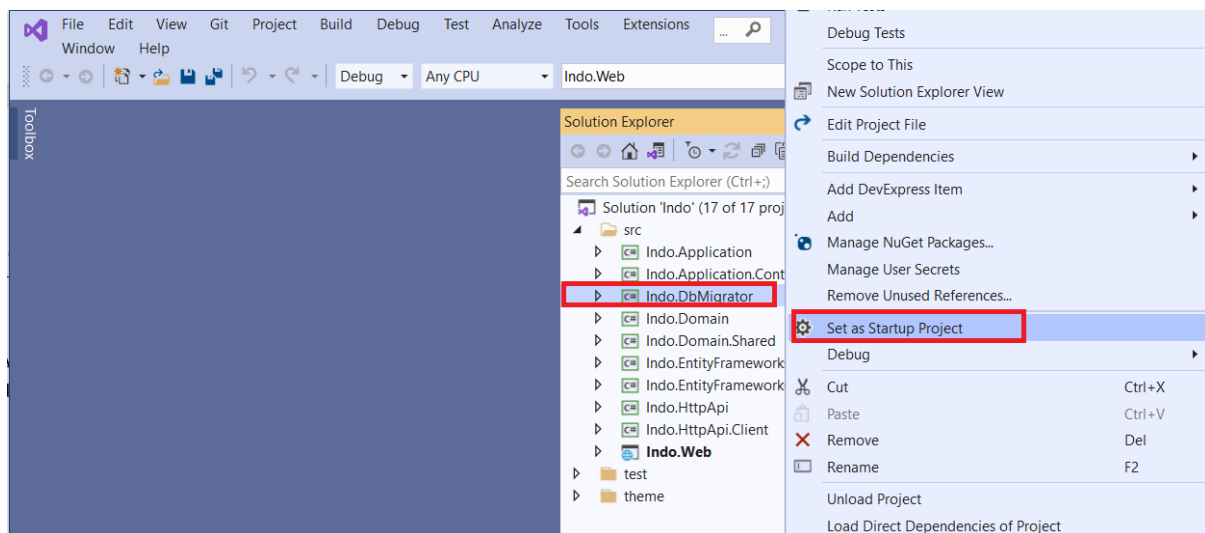 File Edit View Git Project Build Debug Test Analyze Tools Extensions ...
Window Help
Debug Any CPU Indo.Web
Toolbox
Solution Explorer
Search Solution Explorer (Ctrl+;)
Solution 'Indo' (17 of 17 proj
src
Indo.Application
Indo.Application.Cont
Indo.DbMigrator
Indo.Domain
Indo.Domain.Shared
Indo.EntityFramework
Indo.EntityFramework
Indo.HttpApi
Indo.HttpApi.Client
Indo.Web
test
theme
Debug Tests
Scope to This
New Solution Explorer View
Edit Project File
Build Dependencies
Add DevExpress Item
Add
Manage NuGet Packages...
Manage User Secrets
Remove Unused References...
Set as Startup Project
Debug
Cut Ctrl+X
Paste Ctrl+V
Remove Del
Rename F2
Unload Project
Load Direct Dependencies of Project